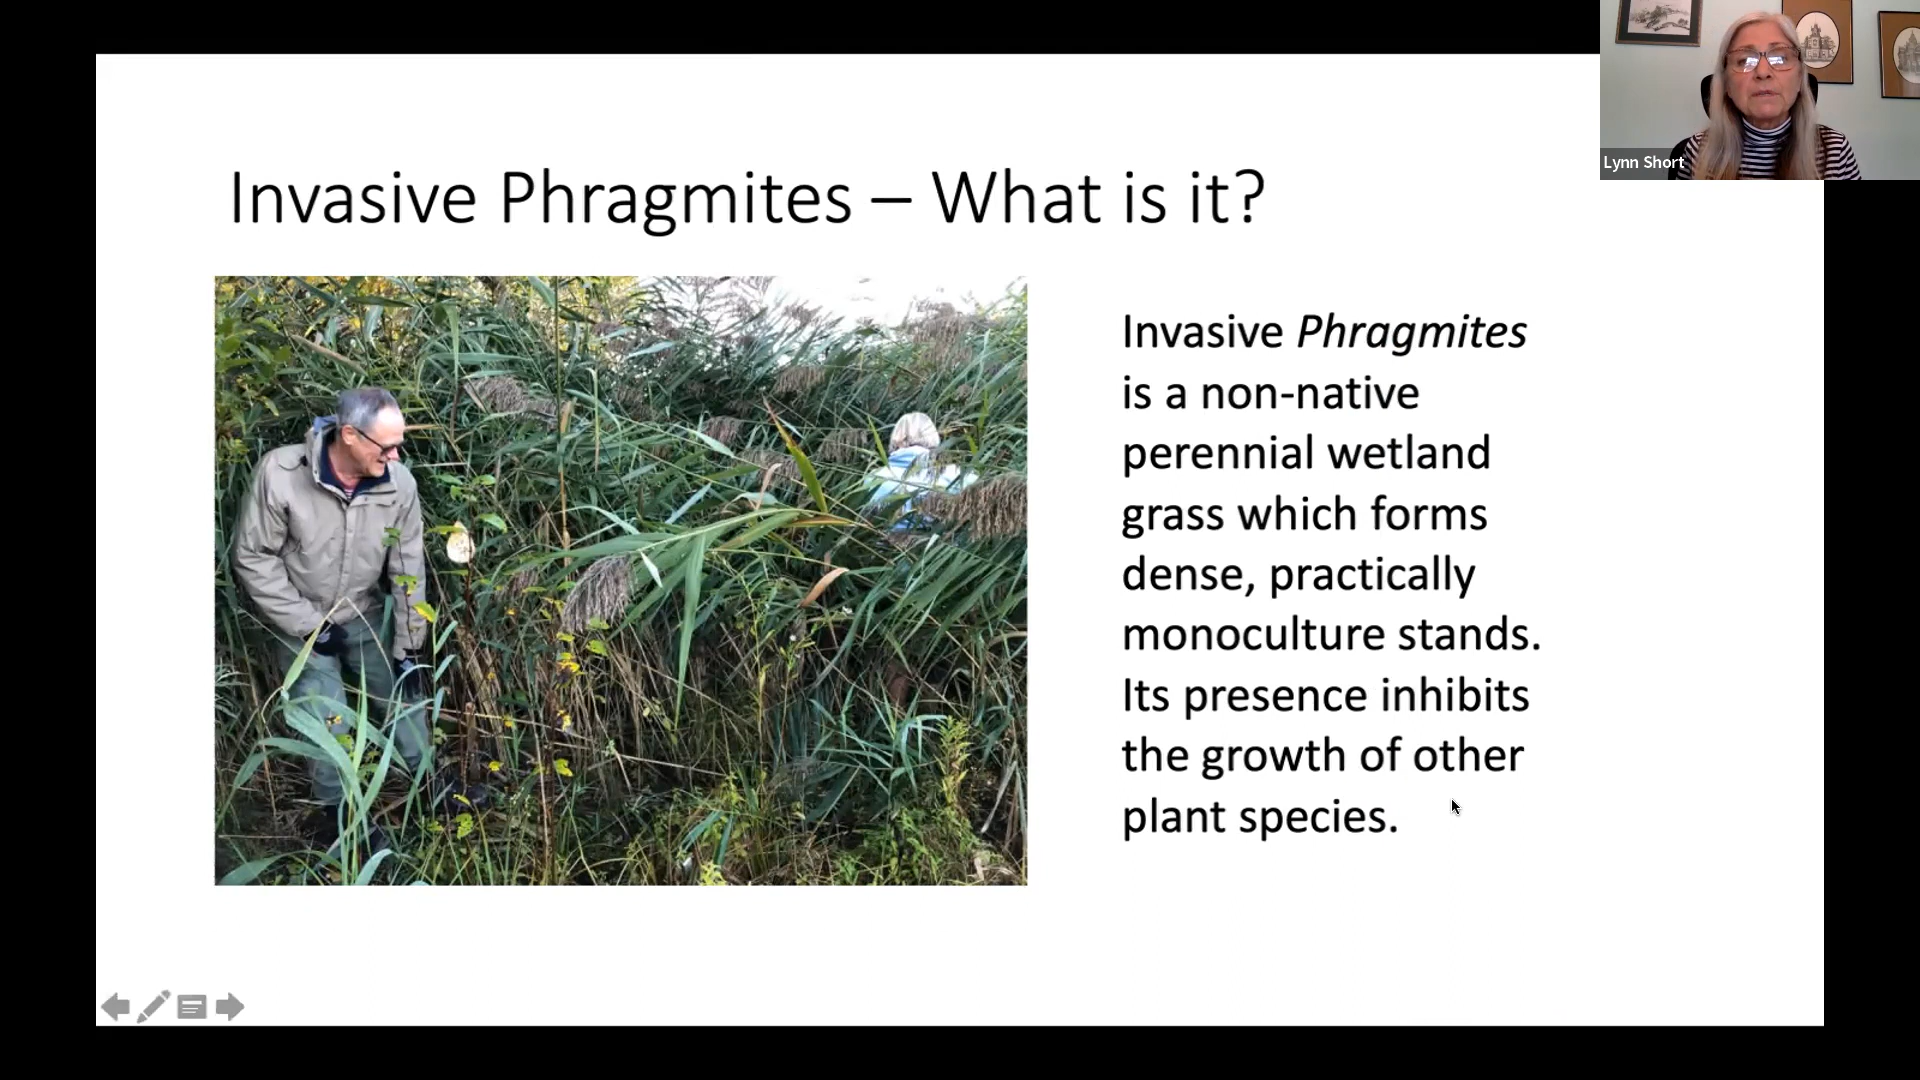 Invasive Phragmites – What is it?
Invasive Phragmites
is a non-native
perennial wetland
grass which forms
dense, practically
monoculture stands.
Its presence inhibits
the growth of other
plant species.
Lynn Short